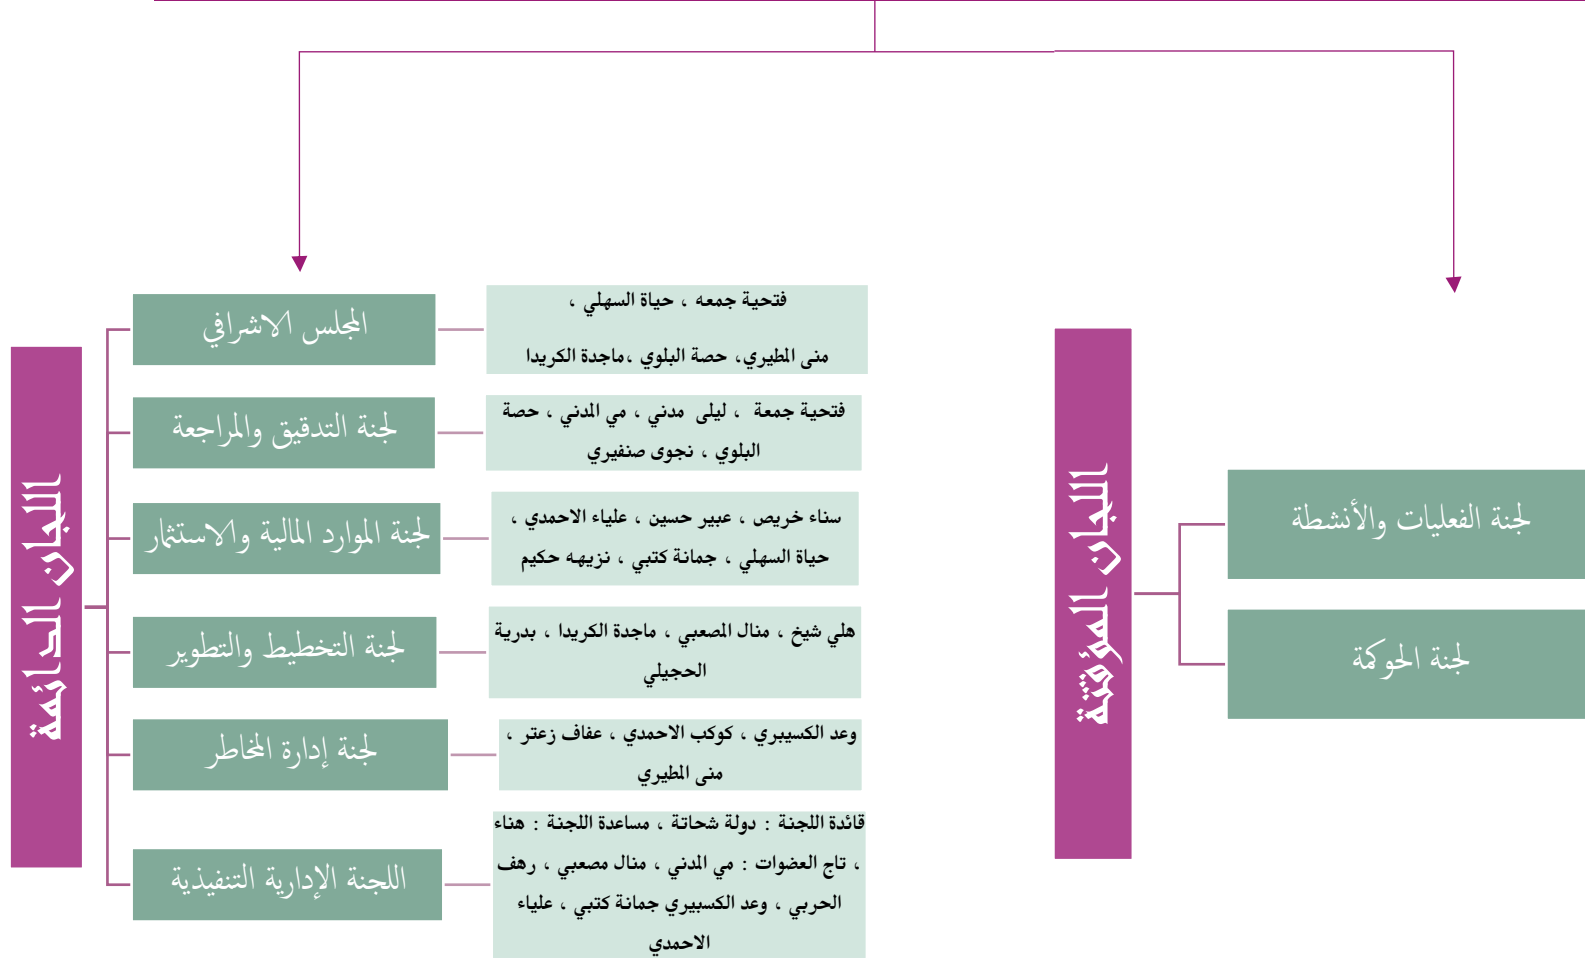 اللجان الدائمة
المجلس الاشرافي
فتحية جمعه ، حياة السهلي ،
منى المطيري، حصة البلوي ،ماجدة الكريدا
لجنة التدقيق والمراجعة
فتحية جمعة ، ليلى مدني ، مي المدني ، حصة
البلوي ، نجوى صنفيري
لجنة الموارد المالية والاستثمار
سناء خريص ، عبير حسين ، علياء الاحمدي ،
حياة السهلي ، جمانة كتبي ، نزيهه حكيم
لجنة التخطيط والتطوير
هلي شيخ ، منال المصعبي ، ماجدة الكريدا ، بدرية
الحجيلي
لجنة إدارة المخاطر
وعد الكسيبري ، كوكب الاحمدي ، عفاف زعتر ،
منى المطيري
اللجنة الإدارية التنفيذية
قائدة اللجنة : دولة شحاتة ، مساعدة اللجنة : هناء
، تاج العضوات : مي المدني ، منال مصعبي ، رهف
الحربي ، وعد الكسبيري جمانة كتبي ، علياء
الاحمدي
اللجان المؤقتة
لجنة الفعليات والأنشطة
لجنة الحوكمة